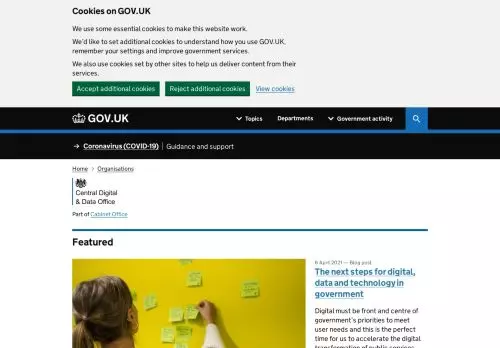 Cookies on GOV.UK
We use some essential cookies to make this website work.
We'd like to set additional cookies to understand how you use GOV.UK,
remember your settings and improve government services.
We also use cookies set by other sites to help us deliver content from their
services.
Accept additional cookies
Reject additional cookies
View cookies
GOV.UK
Topics
Departments
Government activity
Coronavirus (COVID-19)
Guidance and support
Home
Organisations
Central Digital
& Data Office
Part of Cabinet Office
Featured
6 April 2021 — Blog post
The next steps for digital,
data and technology in
government
Digital must be front and centre of
government's priorities to meet
user needs and this is the perfect
time for us to accelerate the digital
transformation of public services